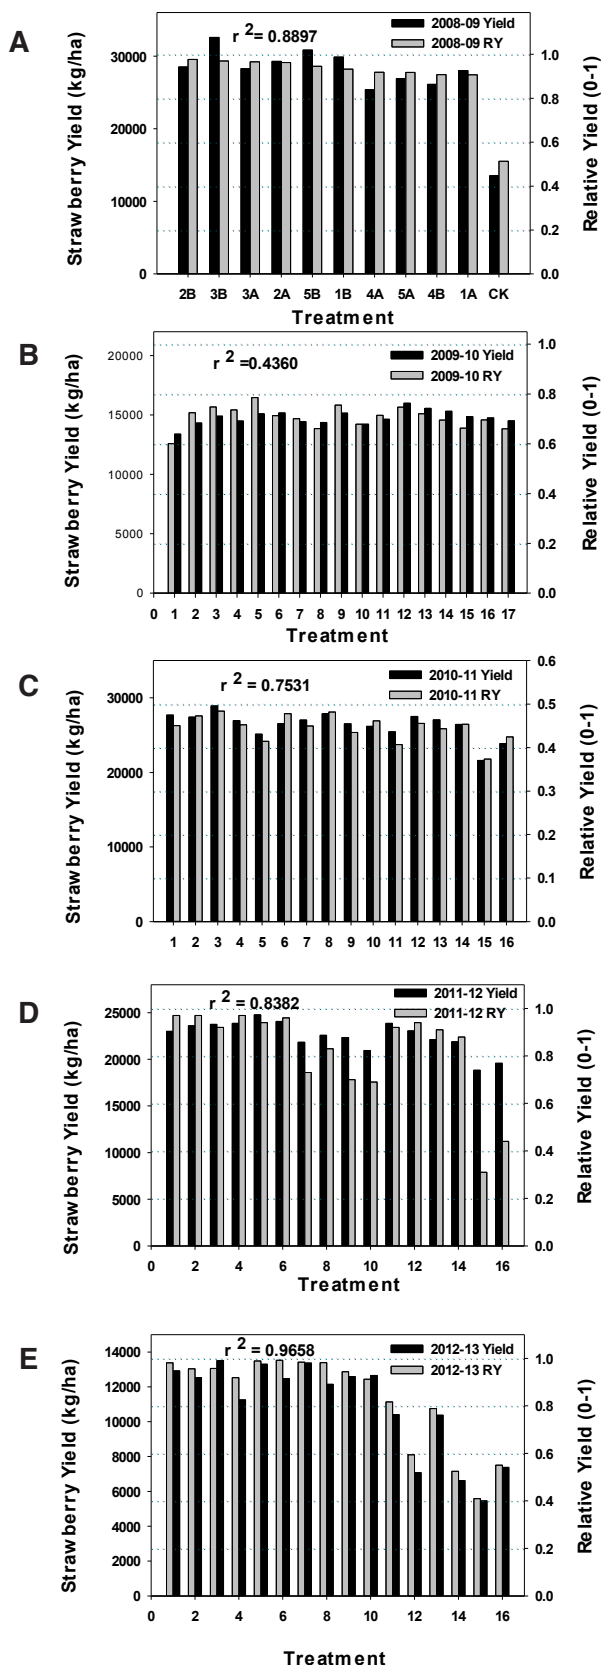 A
r 2= 0.8897
2008-09 Yield
2008-09 RY
Strawberry Yield (kg/ha)
30000
20000
10000
0
Relative Yield (0-1)
1.0
0.8
0.6
0.4
0.2
0.0
2B 3B 3A 2A 5B 1B 4A 5A 4B 1A CK
Treatment
B
r 2=0.4360
2009-10 Yield
2009-10 RY
Strawberry Yield (kg/ha)
20000
15000
10000
5000
0
Relative Yield (0-1)
1.0
0.8
0.6
0.4
0.2
0.0
0 1 2 3 4 5 6 7 8 9 10 11 12 13 14 15 16 17
Treatment
C
r 2 = 0.7531
2010-11 Yield
2010-11 RY
Strawberry Yield (kg/ha)
30000
20000
10000
0
Relative Yield (0-1)
0.6
0.5
0.4
0.3
0.2
0.1
0.0
1 2 3 4 5 6 7 8 9 10 11 12 13 14 15 16
D
r 2 = 0.8382
2011-12 Yield
2011-12 RY
Strawberry Yield (kg/ha)
25000
20000
15000
10000
5000
0
Relative Yield (0-1)
1.0
0.8
0.6
0.4
0.2
0.0
0 2 4 6 8 10 12 14 16
Treatment
E
r 2 = 0.9658
2012-13 Yield
2012-13 RY
Strawberry Yield (kg/ha)
14000
12000
10000
8000
6000
4000
2000
0
Relative Yield (0-1)
1.0
0.8
0.6
0.4
0.2
0.0
0 2 4 6 8 10 12 14 16
Treatment